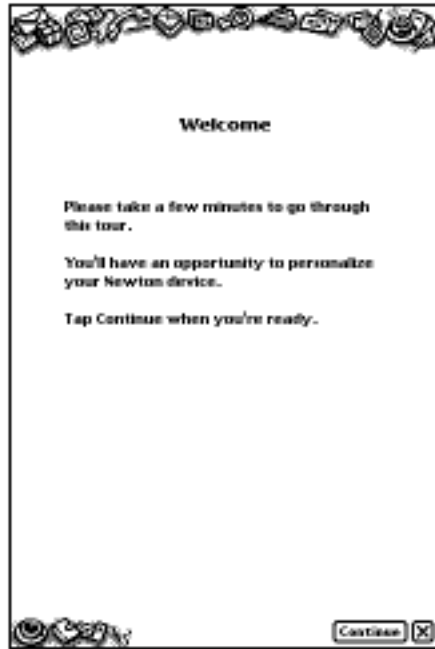 Welcome
Please take a few minutes to go through
this tour.
You'll have an opportunity to personalize
your Newton device.
Tap Continue when you're ready.
Continue